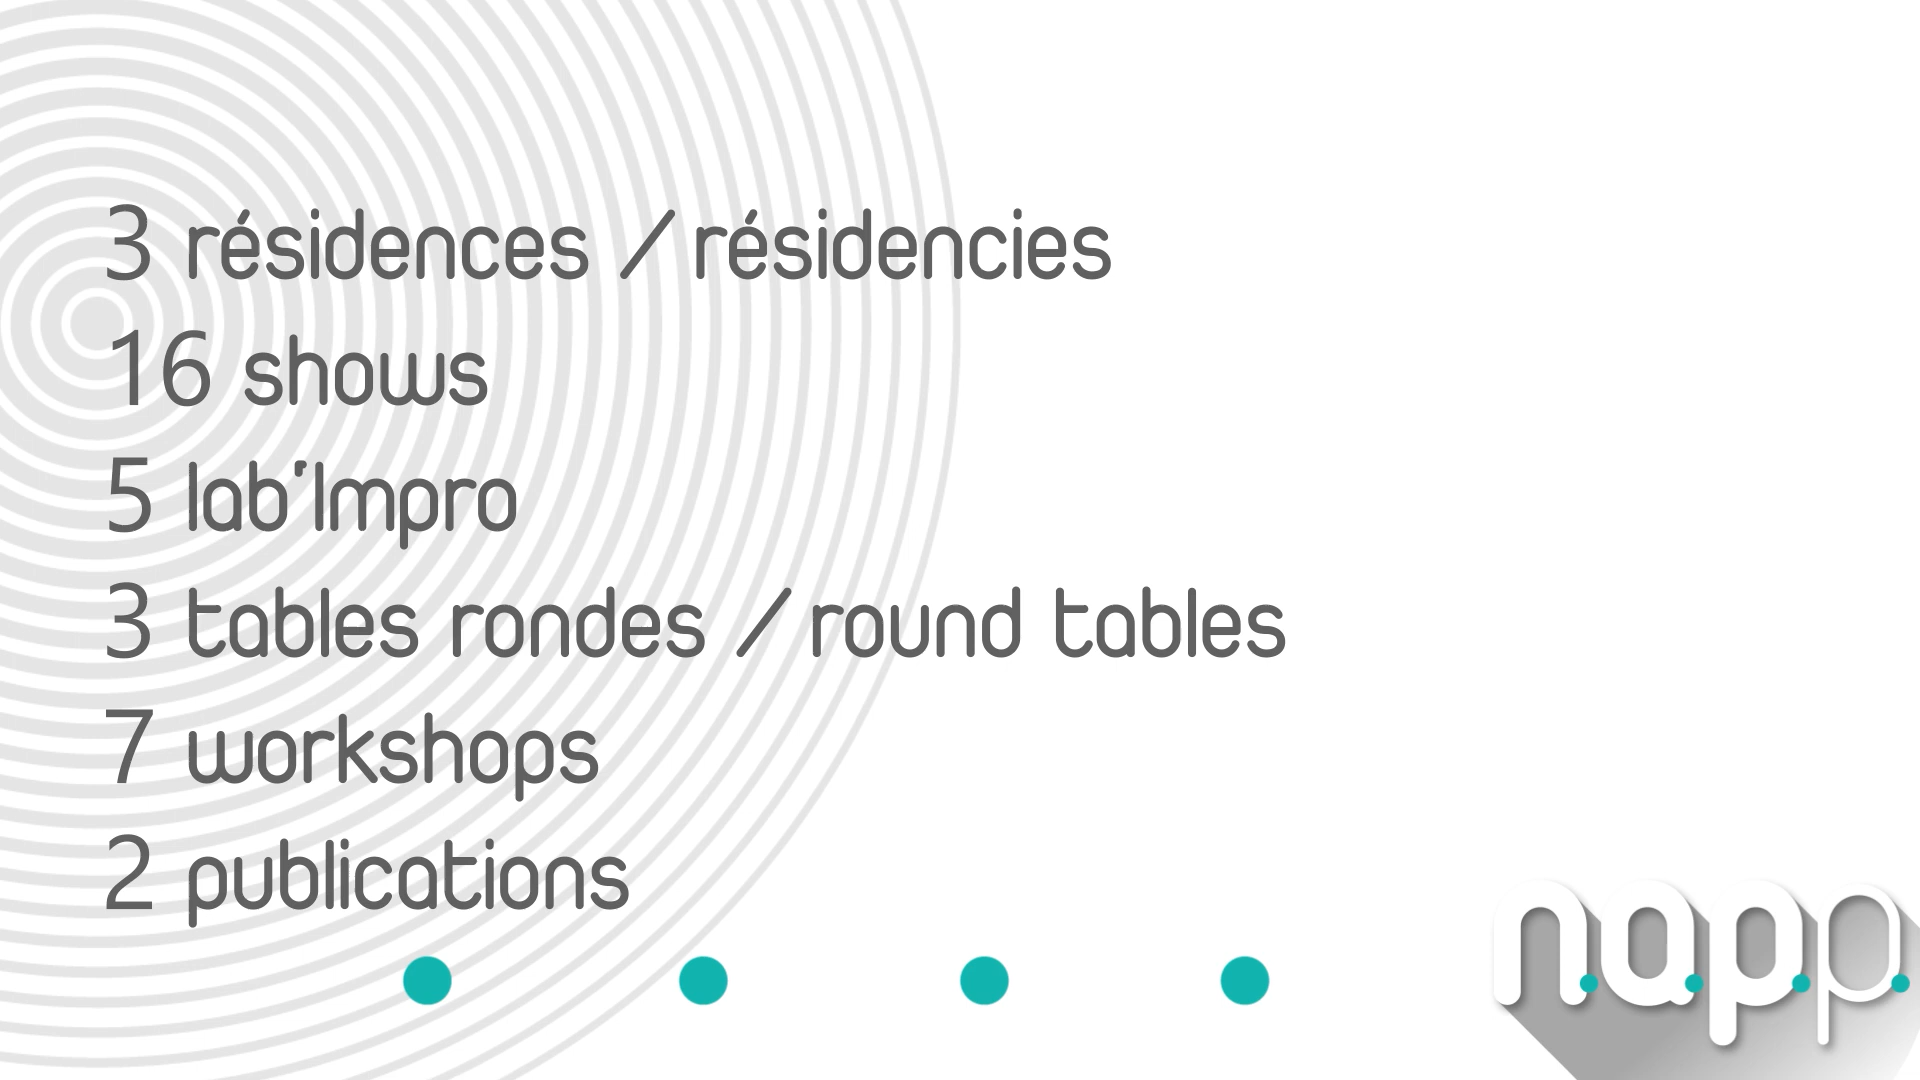 3 résidences / résidencies
16 shows
5 lab'Impro
3 tables rondes / round tables
7 workshops
2 publications
n.a.p.p.